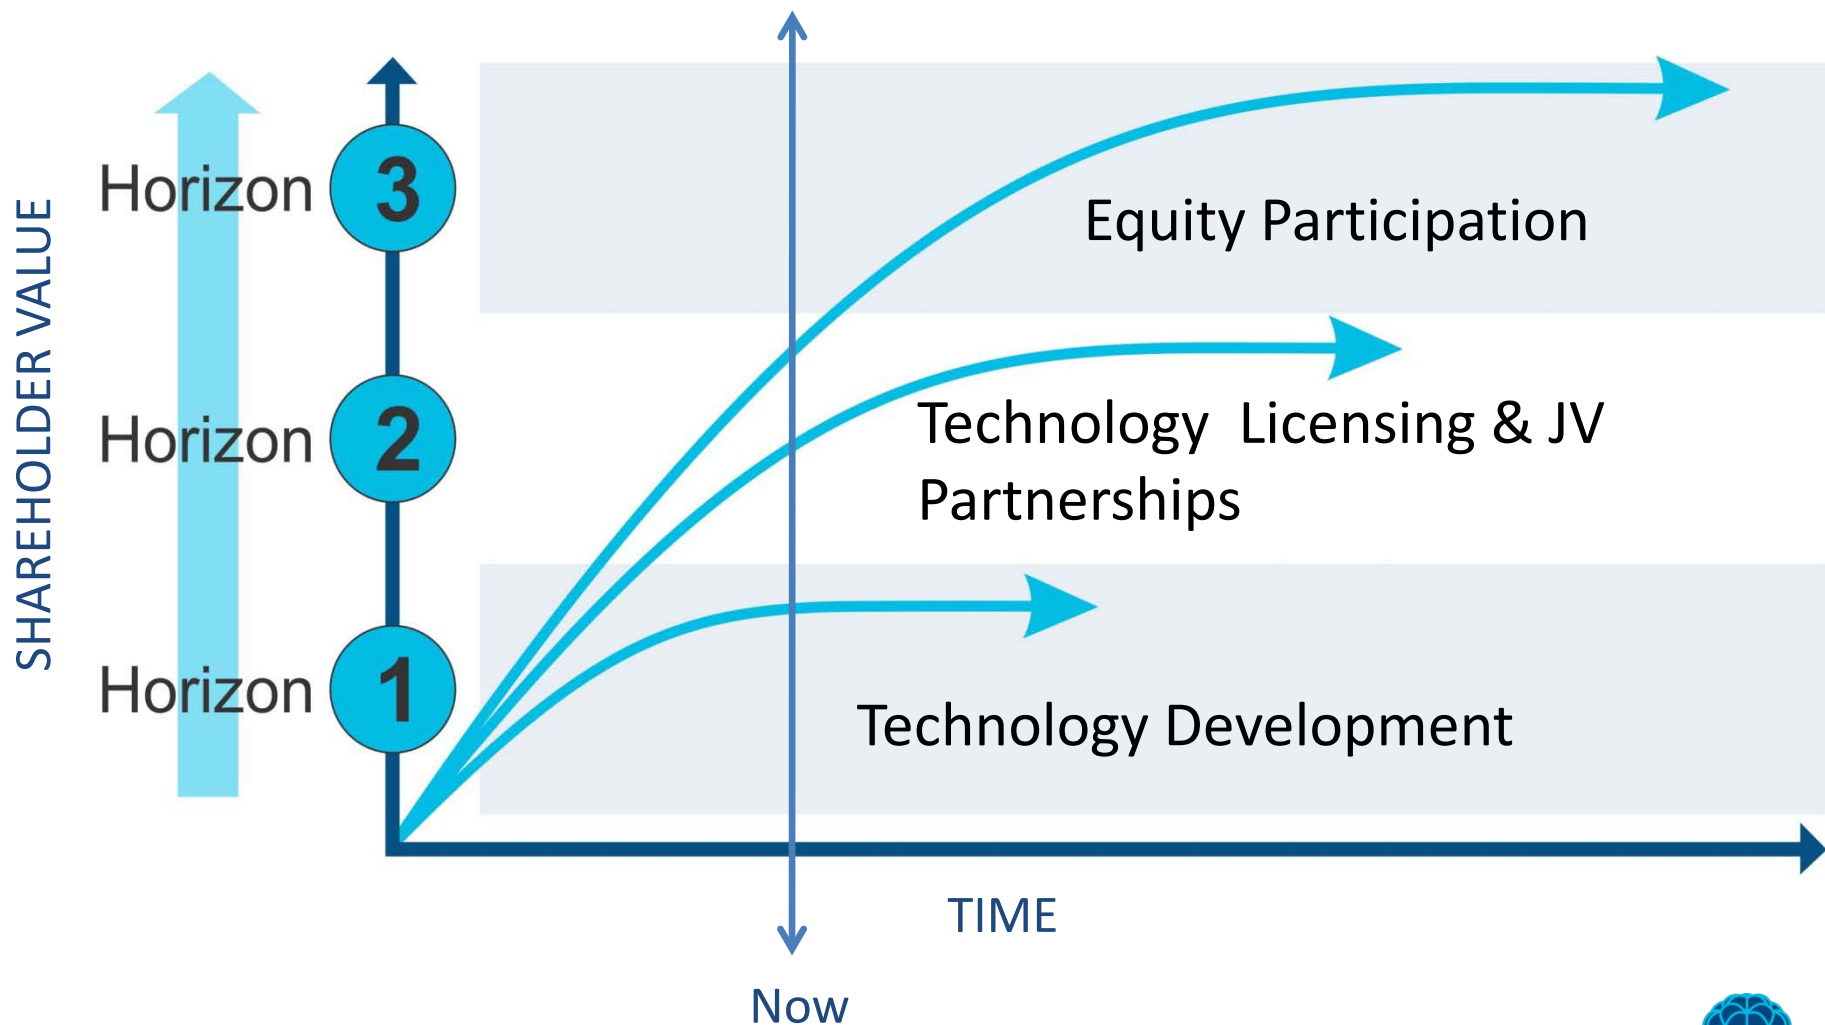 SHAREHOLDER VALUE
Horizon 3
Equity Participation
Horizon 2
Technology Licensing & JV
Partnerships
Horizon 1
Technology Development
TIME
Now